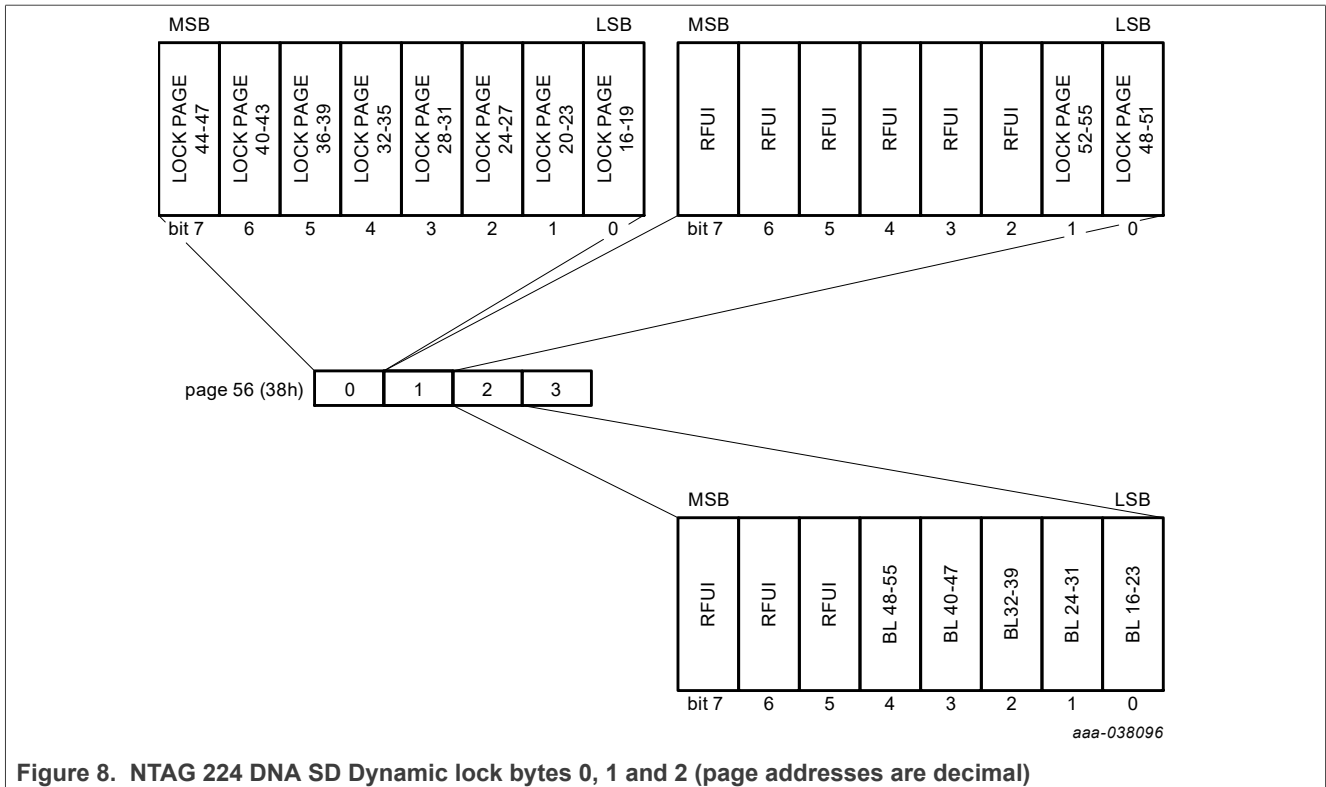 MSB LSB MSB LSB
LOCK PAGE 44-47
LOCK PAGE 40-43
LOCK PAGE 36-39
LOCK PAGE 32-35
LOCK PAGE 28-31
LOCK PAGE 24-27
LOCK PAGE 20-23
LOCK PAGE 16-19
RFUI
RFUI
RFUI
RFUI
RFUI
RFUI
LOCK PAGE 52-55
LOCK PAGE 48-51
bit 7 6 5 4 3 2 1 0 bit 7 6 5 4 3 2 1 0
page 56 (38h) 0 1 2 3
MSB LSB
RFUI
RFUI
RFUI
BL 48-55
BL 40-47
BL32-39
BL 24-31
BL 16-23
bit 7 6 5 4 3 2 1 0
aaa-038096
Figure 8. NTAG 224 DNA SD Dynamic lock bytes 0, 1 and 2 (page addresses are decimal)